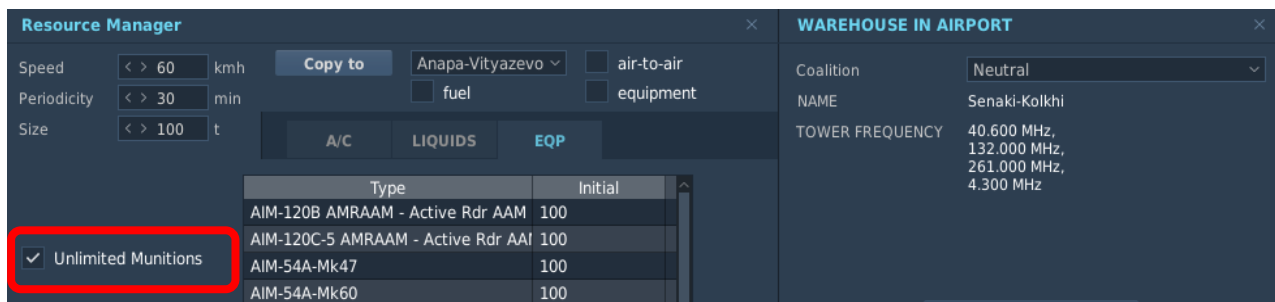 Resource Manager
Speed < > 60 kmh
Periodicity < > 30 min
Size < > 100 t
Copy to Anapa-Vityazevo air-to-air
fuel equipment
A/C LIQUIDS EQP
Type Initial
AIM-120B AMRAAM - Active Rdr AAM 100
AIM-120C-5 AMRAAM - Active Rdr AAM 100
AIM-54A-Mk47 100
AIM-54A-Mk60 100
Unlimited Munitions
WAREHOUSE IN AIRPORT
Coalition Neutral
NAME Senaki-Kolkhi
TOWER FREQUENCY 40.600 MHz,
132.000 MHz,
261.000 MHz,
4.300 MHz